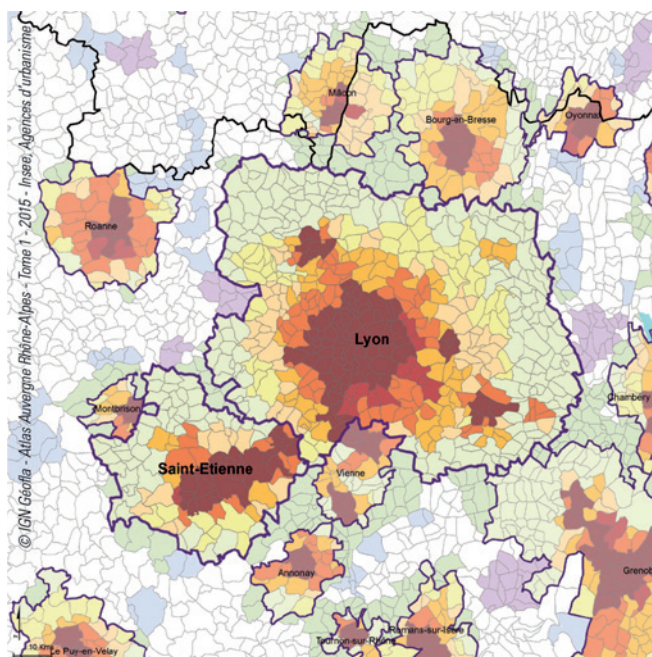 © IGN Géofla - Atlas Auvergne Rhône-Alpes - Tome 1 - 2015 - Insee, Agences d'urbanisme
Mâcon
Bourg-en-Bresse
Oyonnax
Roanne
Lyon
Montbrison
Chambéry
Saint-Etienne
Vienne
Annonay
Grenob
Tournon-sur-Rhône
Romans-sur-Isère
10 Kms
Le Puy-en-Velay